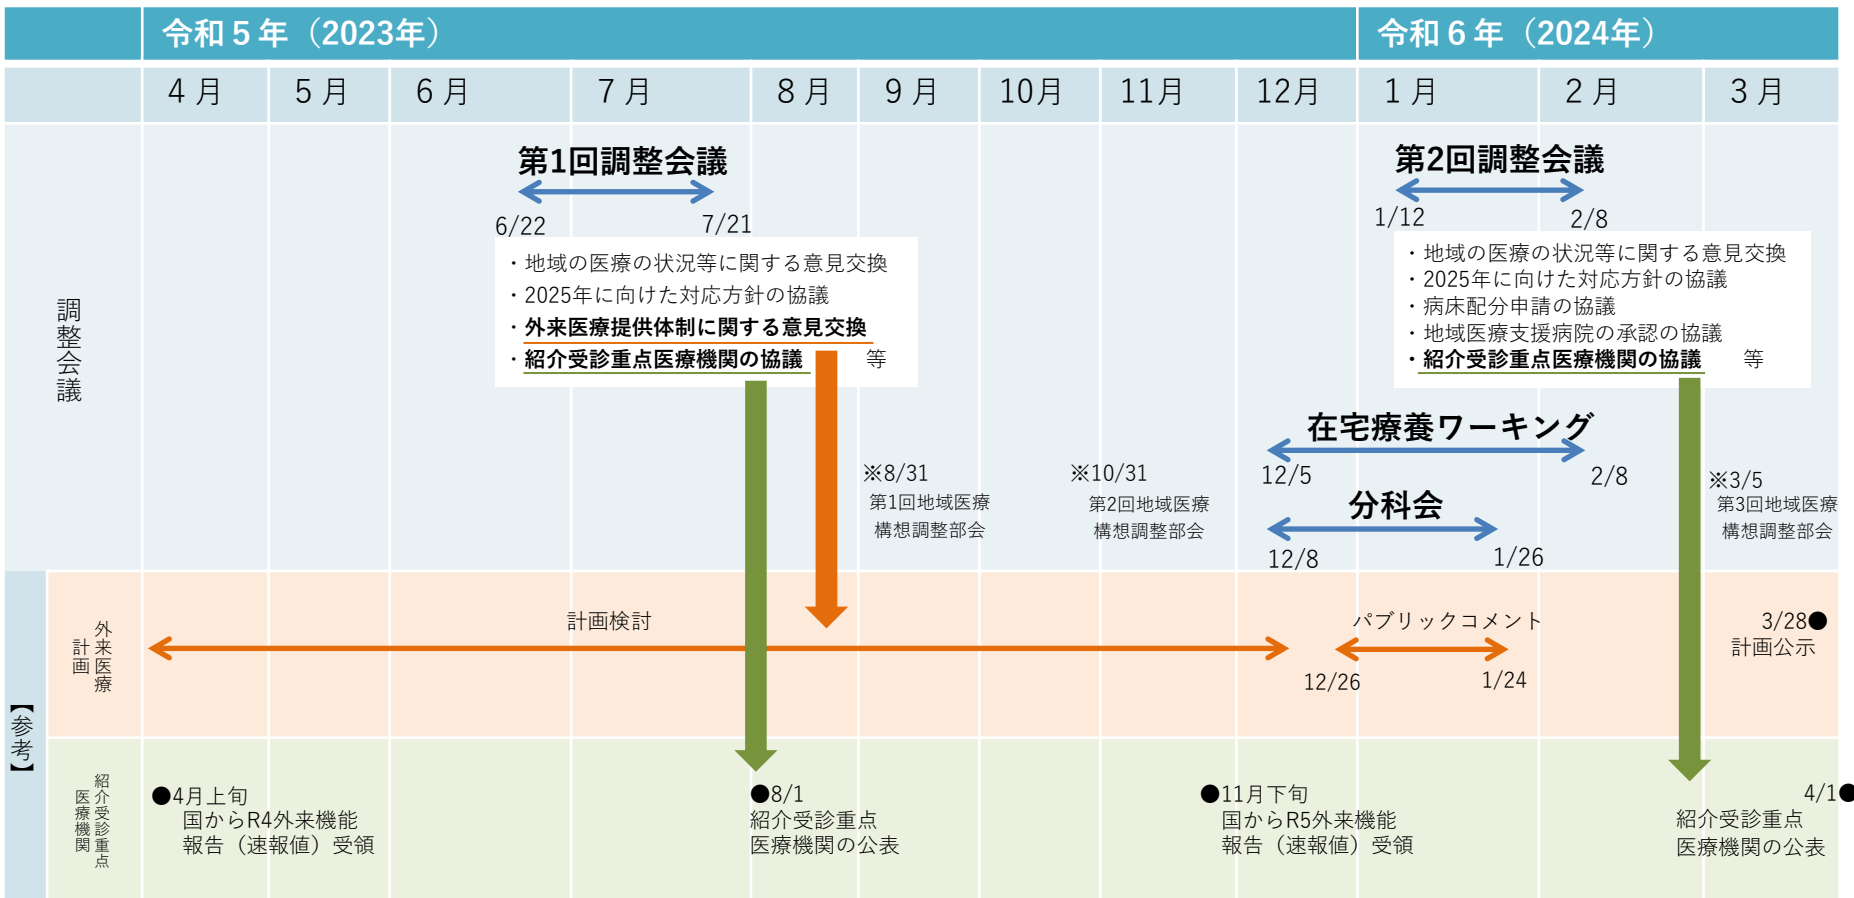 令和５年（2023年）
令和６年（2024年）
４月
５月
６月
７月
８月
９月
10月
11月
12月
１月
２月
３月
調整会議
第1回調整会議
6/22
7/21
・地域の医療の状況等に関する意見交換
・2025年に向けた対応方針の協議
・外来医療提供体制に関する意見交換
・紹介受診重点医療機関の協議　等
第2回調整会議
1/12
2/8
・地域の医療の状況等に関する意見交換
・2025年に向けた対応方針の協議
・病床配分申請の協議
・地域医療支援病院の承認の協議
・紹介受診重点医療機関の協議　等
在宅療養ワーキング
12/5
2/8
分科会
12/8
1/26
※8/31
第1回地域医療
構想調整部会
※10/31
第2回地域医療
構想調整部会
※3/5
第3回地域医療
構想調整部会
【参考】
外来医療
計画
計画検討
パブリックコメント
12/26
1/24
3/28●
計画公示
紹介受診重点
医療機関
●4月上旬
国からR4外来機能
報告（速報値）受領
●8/1
紹介受診重点
医療機関の公表
●11月下旬
国からR5外来機能
報告（速報値）受領
4/1●
紹介受診重点
医療機関の公表